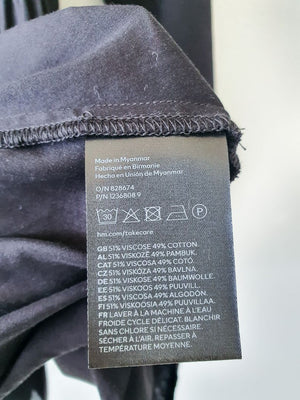 Made in Myanmar
Fabriqué en Birmanie
Hecho en Unión de Myanmar
O/N 828674
P/N 1236808 9
30
P
hm.com/takecare
GB 51% VISCOSE 49% COTTON.
AL 51% VISKOZË 49% PAMBUK.
CAT 51% VISCOSA 49% COTÓ.
CZ 51% VISKÓZA 49% BAVLNA.
DE 51% VISKOSE 49% BAUMWOLLE.
EE 51% VISKOOS 49% PUUVILL.
ES 51% VISCOSA 49% ALGODÓN.
FI 51% VISKOOSIA 49% PUUVILLAA.
FR LAVER À LA MACHINE À L'EAU
FROIDE CYCLE DÉLICAT. BLANCHIR
SANS CHLORE SI NÉCESSAIRE.
SÉCHER À L'AIR. REPASSER À
TEMPÉRATURE MOYENNE.